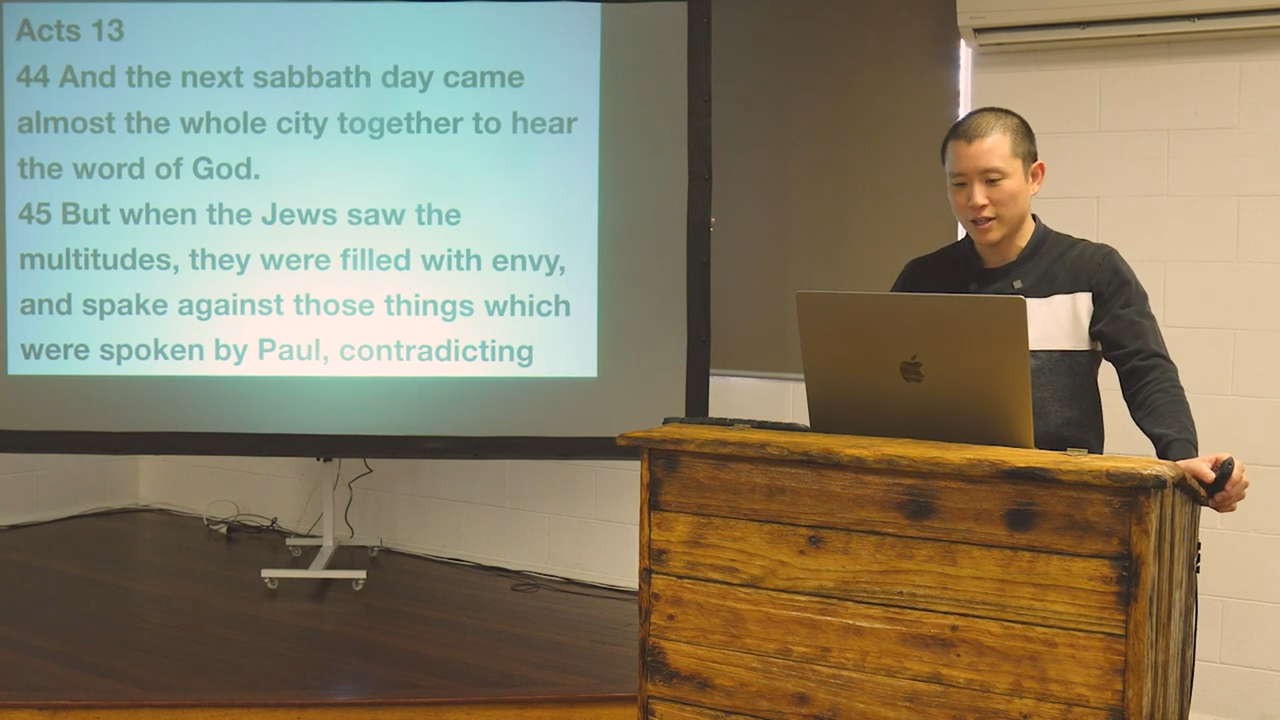 Acts 13
44 And the next sabbath day came
almost the whole city together to hear
the word of God.
45 But when the Jews saw the
multitudes, they were filled with envy,
and spake against those things which
were spoken by Paul, contradicting